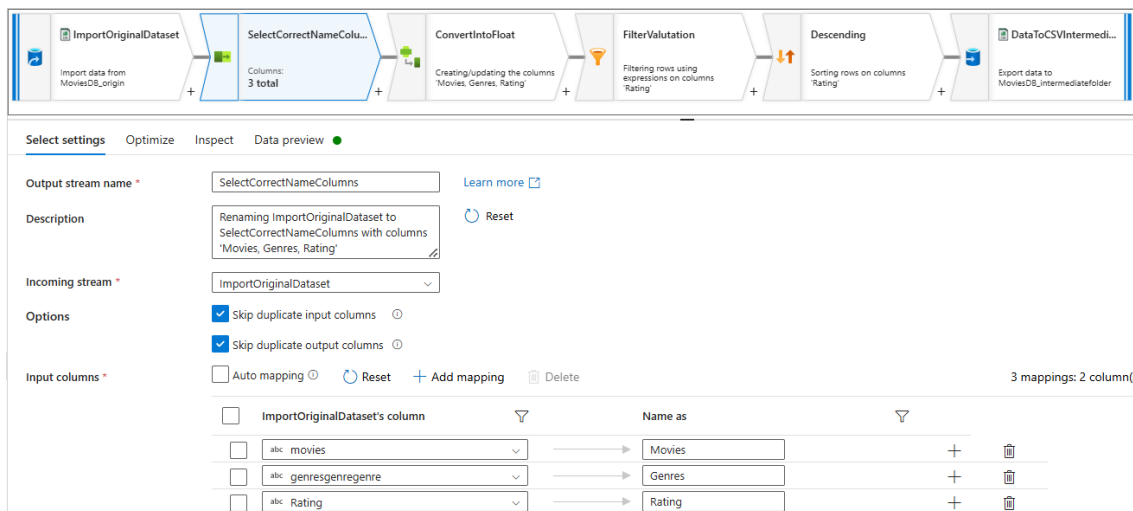 ImportOriginalDataset
Import data from
MoviesDB_origin
+
SelectCorrectNameColu...
Columns:
3 total
+
ConvertIntoFloat
Creating/updating the columns
'Movies, Genres, Rating'
+
FilterValutation
Filtering rows using
expressions on columns
'Rating'
+
Descending
Sorting rows on columns
'Rating'
+
DataToCSVIntermedi...
Export data to
MoviesDB_intermediatefolder
Select settings Optimize Inspect Data preview
Output stream name * SelectCorrectNameColumns Learn more
Description Renaming ImportOriginalDataset to Reset
SelectCorrectNameColumns with columns
'Movies, Genres, Rating'
Incoming stream * ImportOriginalDataset
Options Skip duplicate input columns
Skip duplicate output columns
Input columns * Auto mapping Reset + Add mapping Delete 3 mappings: 2 column(
ImportOriginalDataset's column Name as
abc movies Movies +
abc genresgenregenre Genres +
abc Rating Rating +